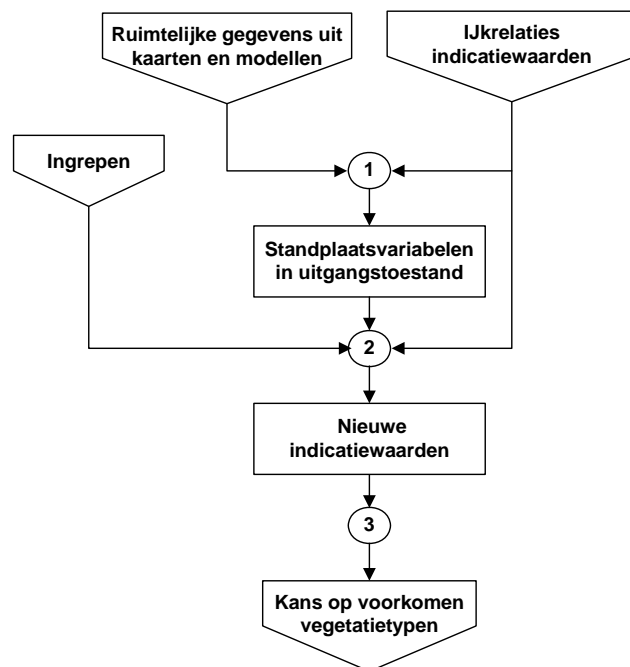 Ruimtelijke gegevens uit
kaarten en modellen
IJkrelaties
indicatiewaarden
Ingrepen
1
Standplaatsvariabelen
in uitgangstoestand
2
Nieuwe
indicatiewaarden
3
Kans op voorkomen
vegetatietypen